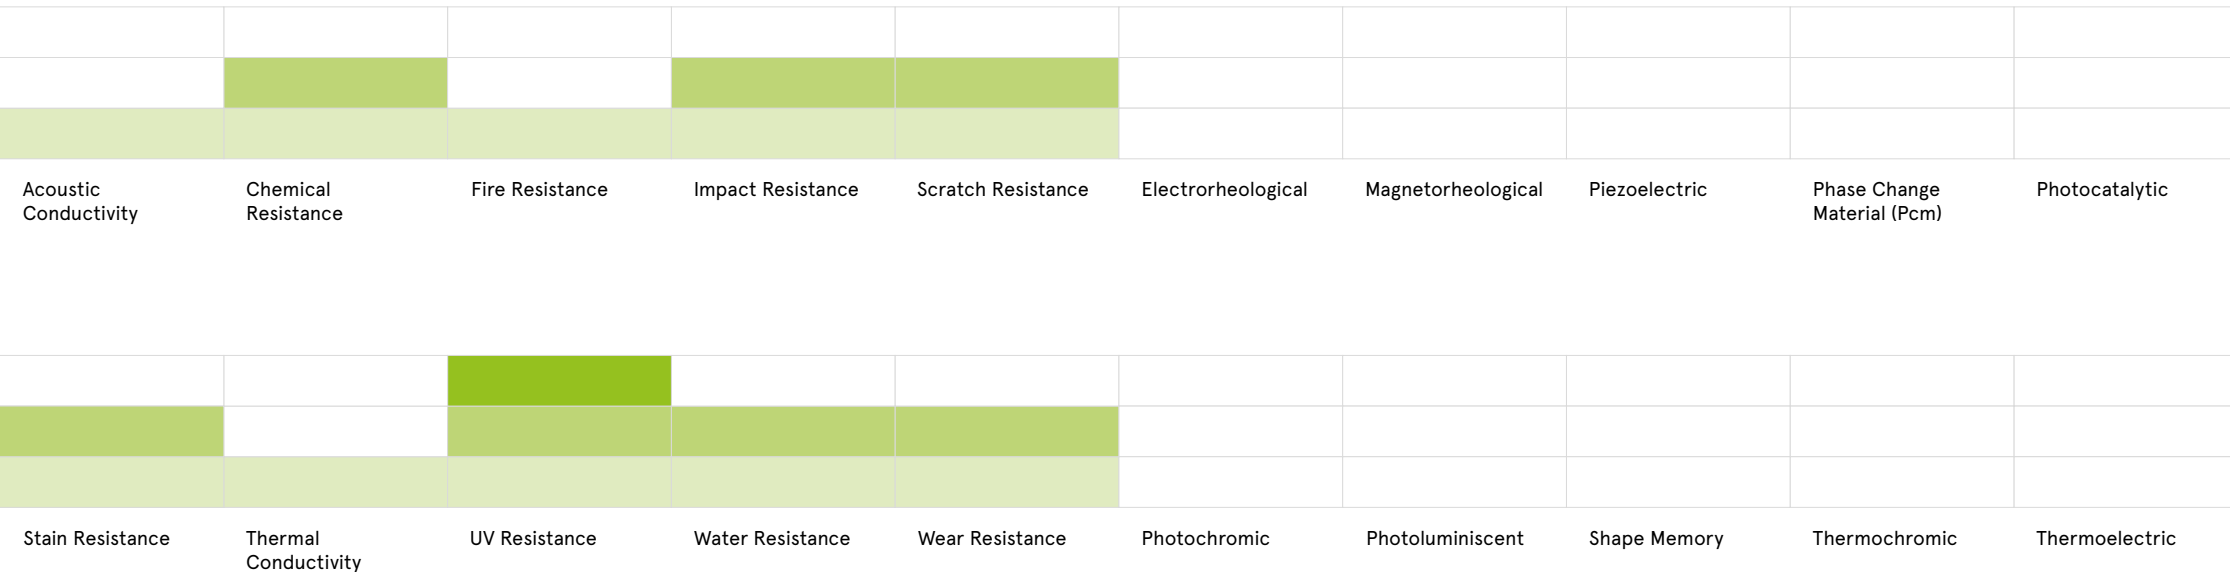 Acoustic
Conductivity
Chemical
Resistance
Fire Resistance
Impact Resistance
Scratch Resistance
Electrorheological
Magnetorheological
Piezoelectric
Phase Change
Material (Pcm)
Photocatalytic
Stain Resistance
Thermal
Conductivity
UV Resistance
Water Resistance
Wear Resistance
Photochromic
Photoluminiscent
Shape Memory
Thermochromic
Thermoelectric